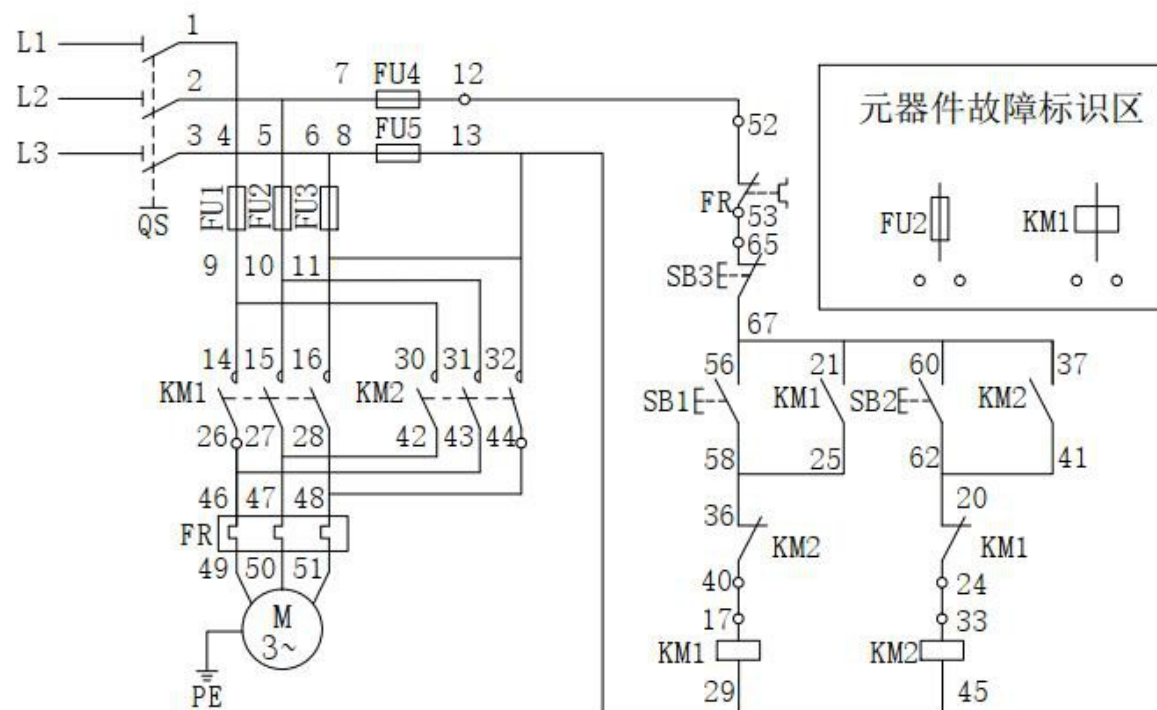 L1
1
L2
2
7
FU4
12
L3
3
4
5
6
8
FU5
13
52
元器件故障标识区
QS
FU1
FU2
FU3
FR
53
65
FU2
KM1
9
10
11
SB3
67
14
15
16
30
31
32
56
21
60
37
KM1
KM2
SB1
KM1
SB2
KM2
26
27
28
42
43
44
58
25
62
41
46
47
48
36
20
FR
KM2
KM1
49
50
51
40
24
M
3~
17
33
KM1
KM2
PE
29
45